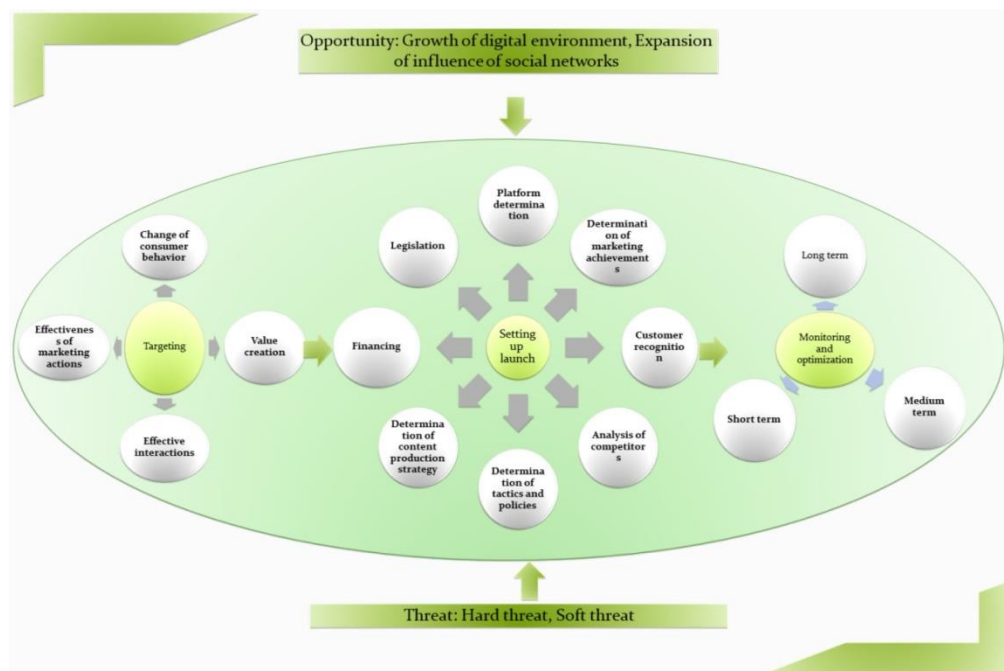 Opportunity: Growth of digital environment, Expansion
of influence of social networks
Platform
determina
tion
Legislation
Determinati
on of
marketing
achievement
s
Change of
consumer
behavior
Long term
Effectivenes
s of
marketing
actions
Targeting
Value
creation
Financing
Setting
up
launch
Customer
recognitio
n
Monitoring
and
optimization
Effective
interactions
Determina
tion of
content
production
strategy
Determina
tion of
tactics and
policies
Analysis of
competitor
s
Short term
Medium
term
Threat: Hard threat, Soft threat